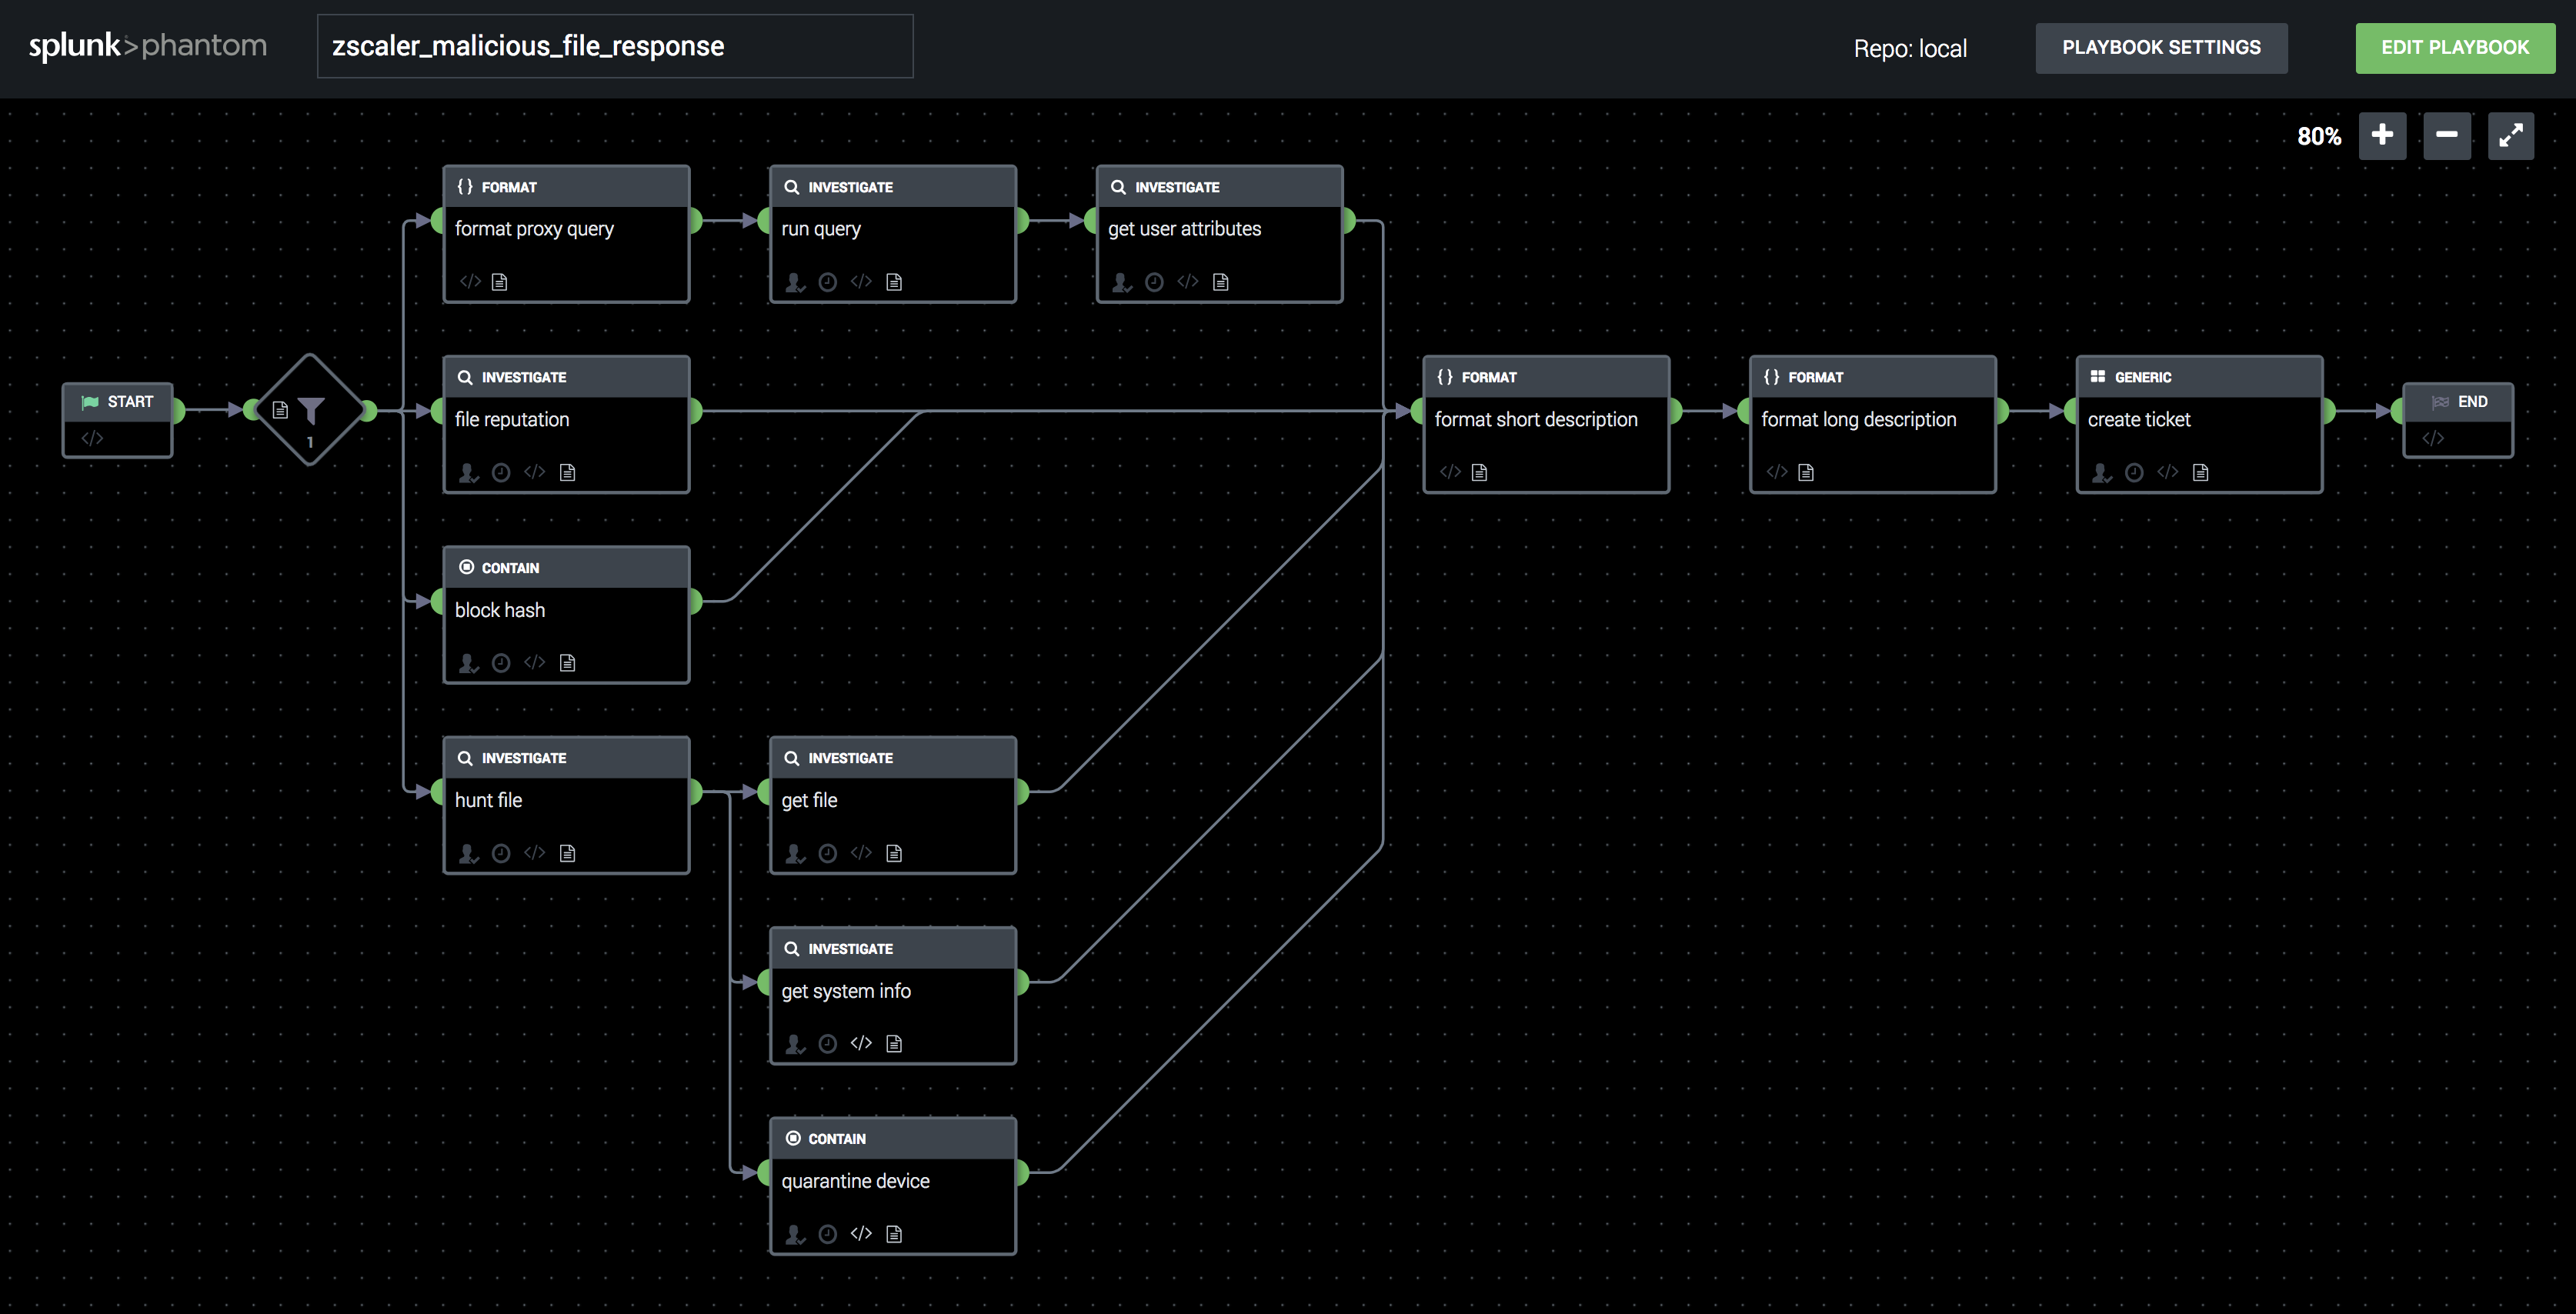 splunk>phantom
zscaler_malicious_file_response
Repo: local
PLAYBOOK SETTINGS
EDIT PLAYBOOK
80%
{ } FORMAT
format proxy query
</>
INVESTIGATE
run query
</>
INVESTIGATE
get user attributes
</>
START
</>
1
INVESTIGATE
file reputation
</>
{ } FORMAT
format short description
</>
{ } FORMAT
format long description
</>
GENERIC
create ticket
</>
END
</>
CONTAIN
block hash
</>
INVESTIGATE
hunt file
</>
INVESTIGATE
get file
</>
INVESTIGATE
get system info
</>
CONTAIN
quarantine device
</>